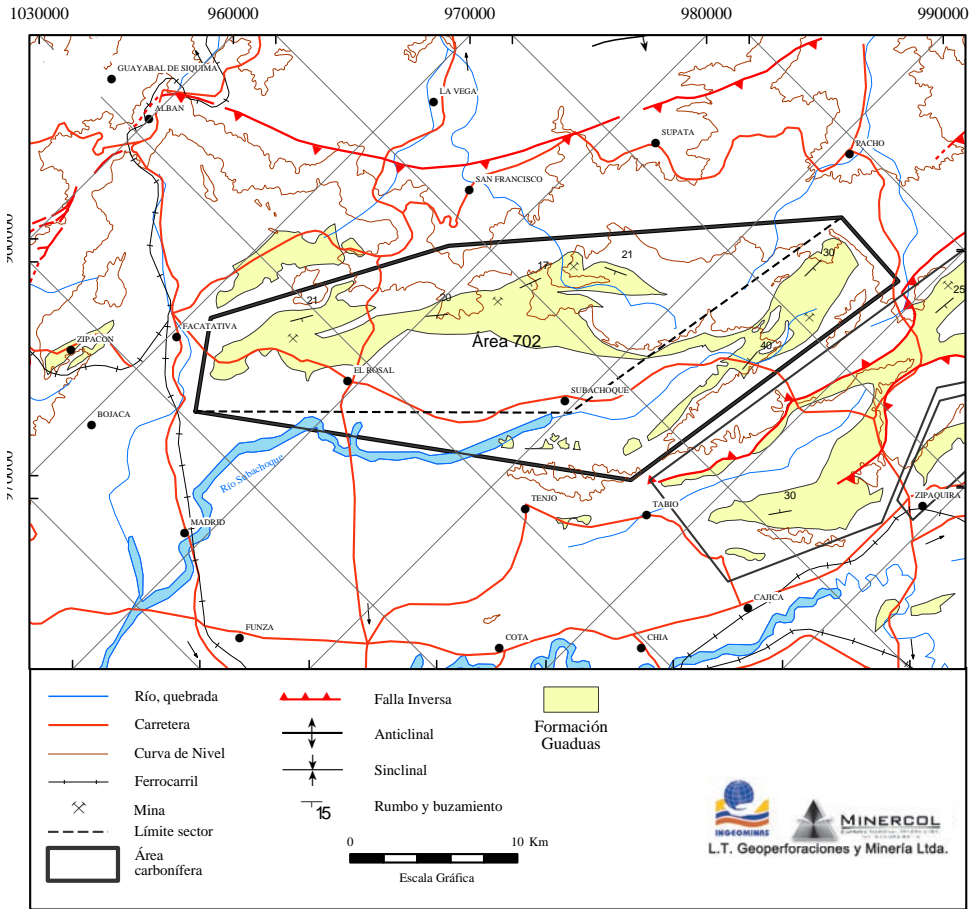 1030000
960000
970000
980000
990000
GUAYABAL DE SIQUIMA
LA VEGA
ALBAN
SUPATA
PACHO
SAN FRANCISCO
21
17
30
21
20
25
FACATATIVA
ZIPACON
Área 702
40
EL ROSAL
SUBACHOQUE
BOJACA
Río Subachoque
970000
30
ZIPAQUIRA
TENJO
TABIO
MADRID
CAJICA
FUNZA
COTA
CHIA
Río, quebrada
Carretera
Curva de Nivel
Ferrocarril
Mina
Límite sector
Área
carbonífera
Falla Inversa
Anticlinal
Sinclinal
15
Rumbo y buzamiento
0
10 Km
Escala Gráfica
Formación
Guaduas
INGEOMINAS
MINERCOL
L.T. Geoperforaciones y Minería Ltda.